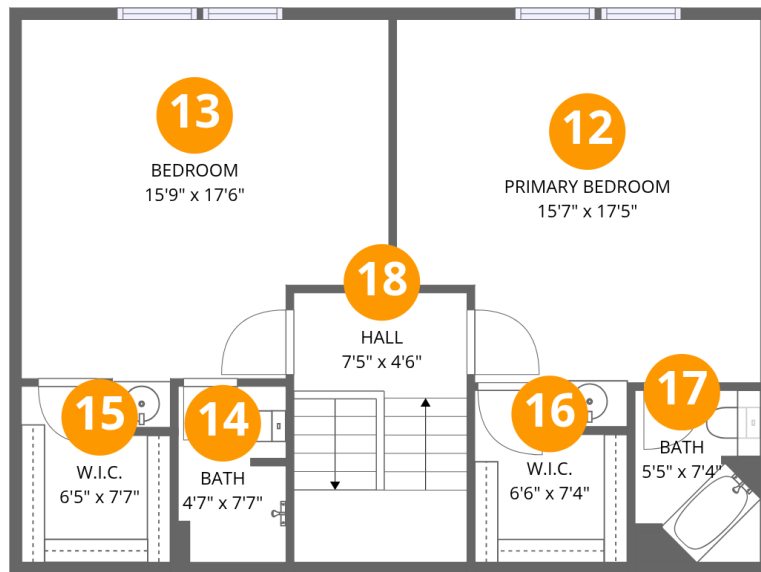 13
BEDROOM
15'9" x 17'6"
12
PRIMARY BEDROOM
15'7" x 17'5"
18
HALL
7'5" x 4'6"
15
W.I.C.
6'5" x 7'7"
14
BATH
4'7" x 7'7"
16
W.I.C.
6'6" x 7'4"
17
BATH
5'5" x 7'4"